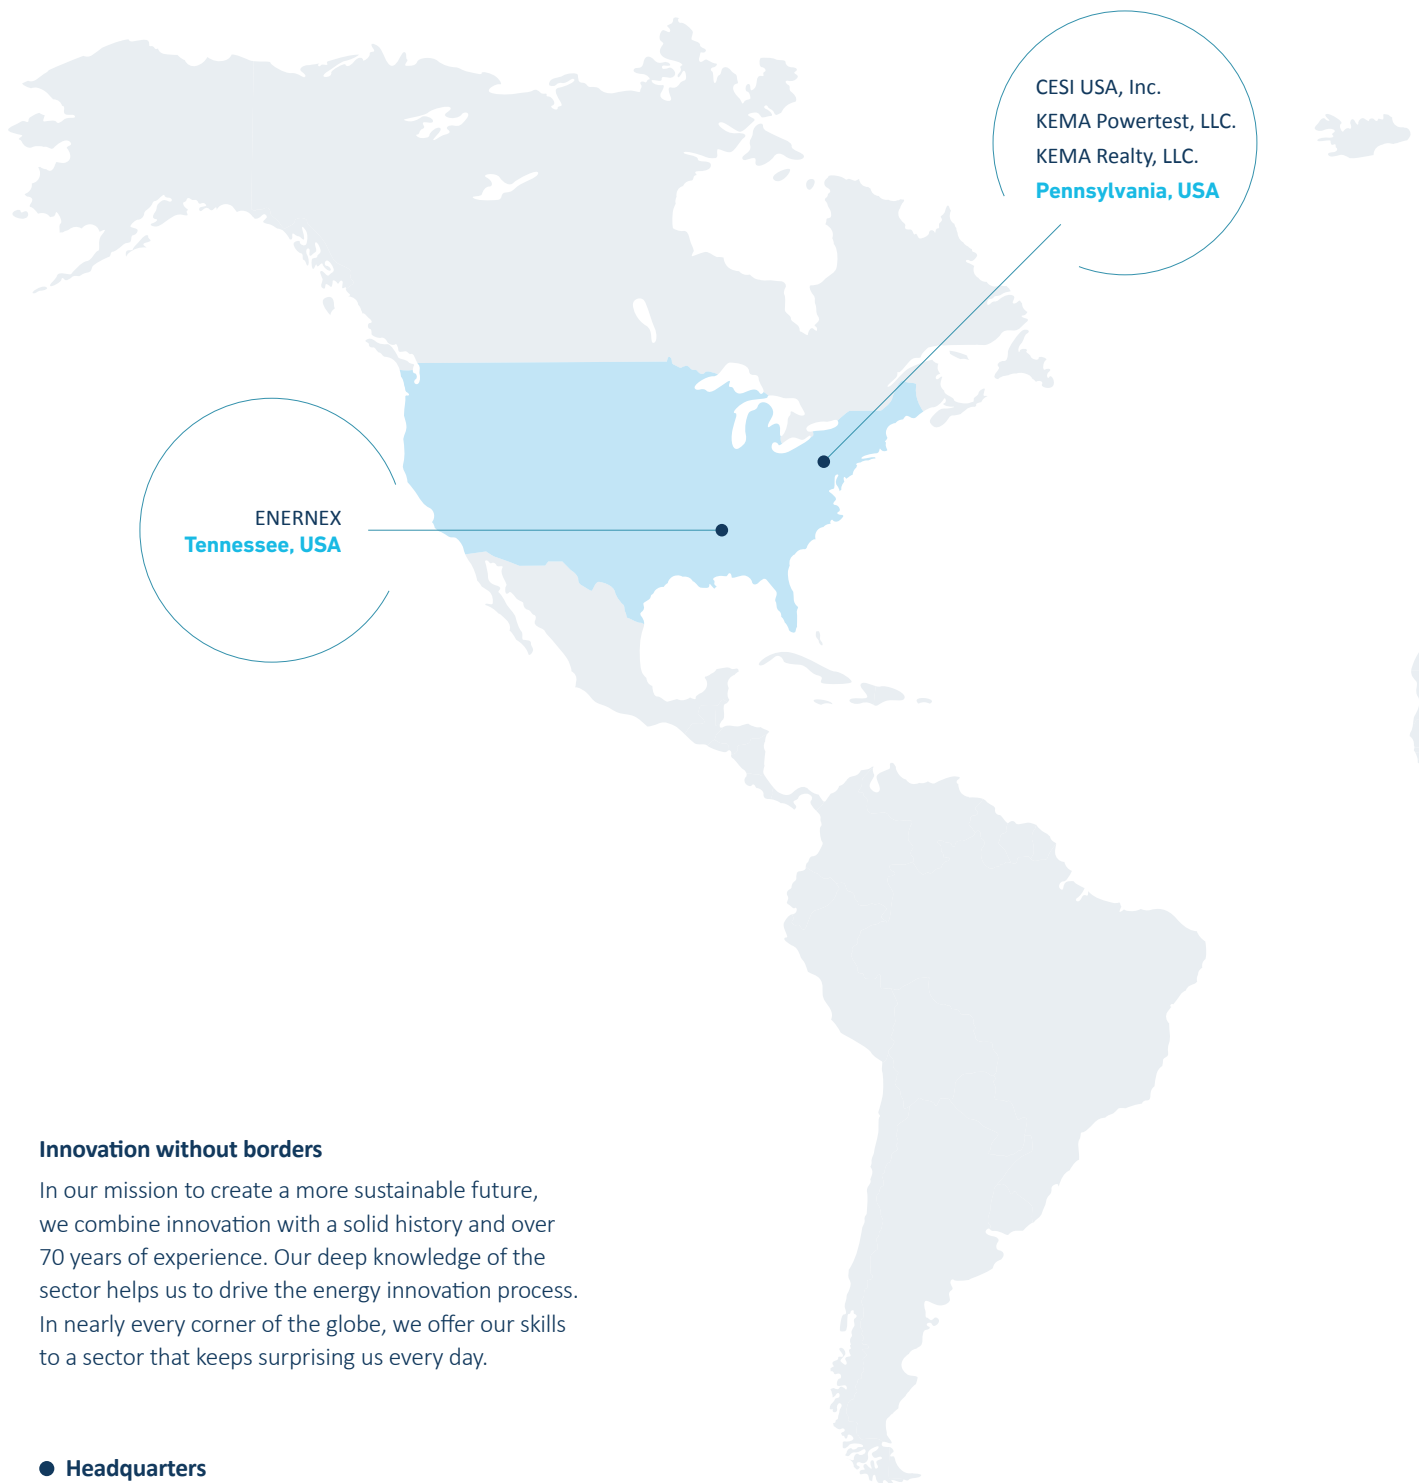 CESI USA, Inc.
KEMA Powertest, LLC.
KEMA Realty, LLC.
Pennsylvania, USA
ENERNEX
Tennessee, USA
Innovation without borders
In our mission to create a more sustainable future,
we combine innovation with a solid history and over
70 years of experience. Our deep knowledge of the
sector helps us to drive the energy innovation process.
In nearly every corner of the globe, we offer our skills
to a sector that keeps surprising us every day.
Headquarters